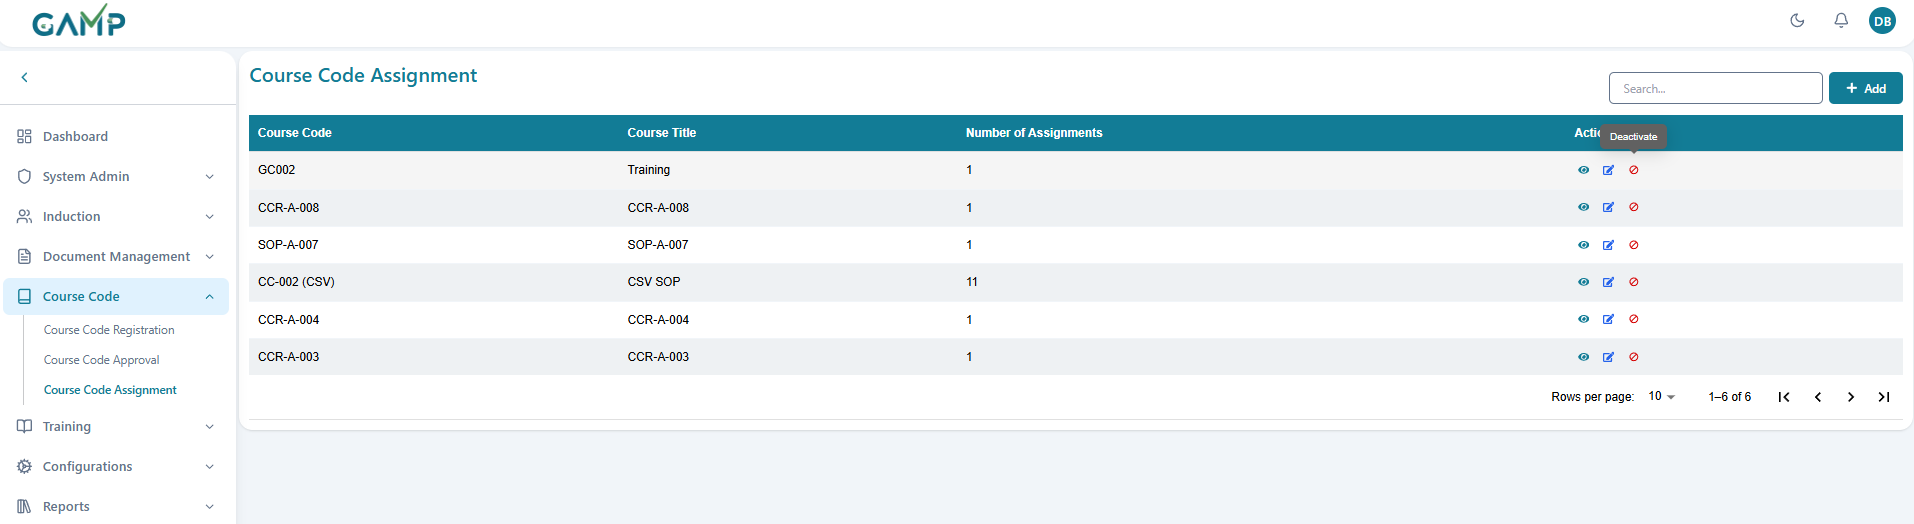 GAMP
DB
Course Code Assignment
Search...
+ Add
Dashboard
System Admin
Induction
Document Management
Course Code
Course Code Registration
Course Code Approval
Course Code Assignment
Training
Configurations
Reports
Course Code Course Title Number of Assignments Actio
Deactivate
GC002 Training 1
CCR-A-008 CCR-A-008 1
SOP-A-007 SOP-A-007 1
CC-002 (CSV) CSV SOP 11
CCR-A-004 CCR-A-004 1
CCR-A-003 CCR-A-003 1
Rows per page: 10 1–6 of 6